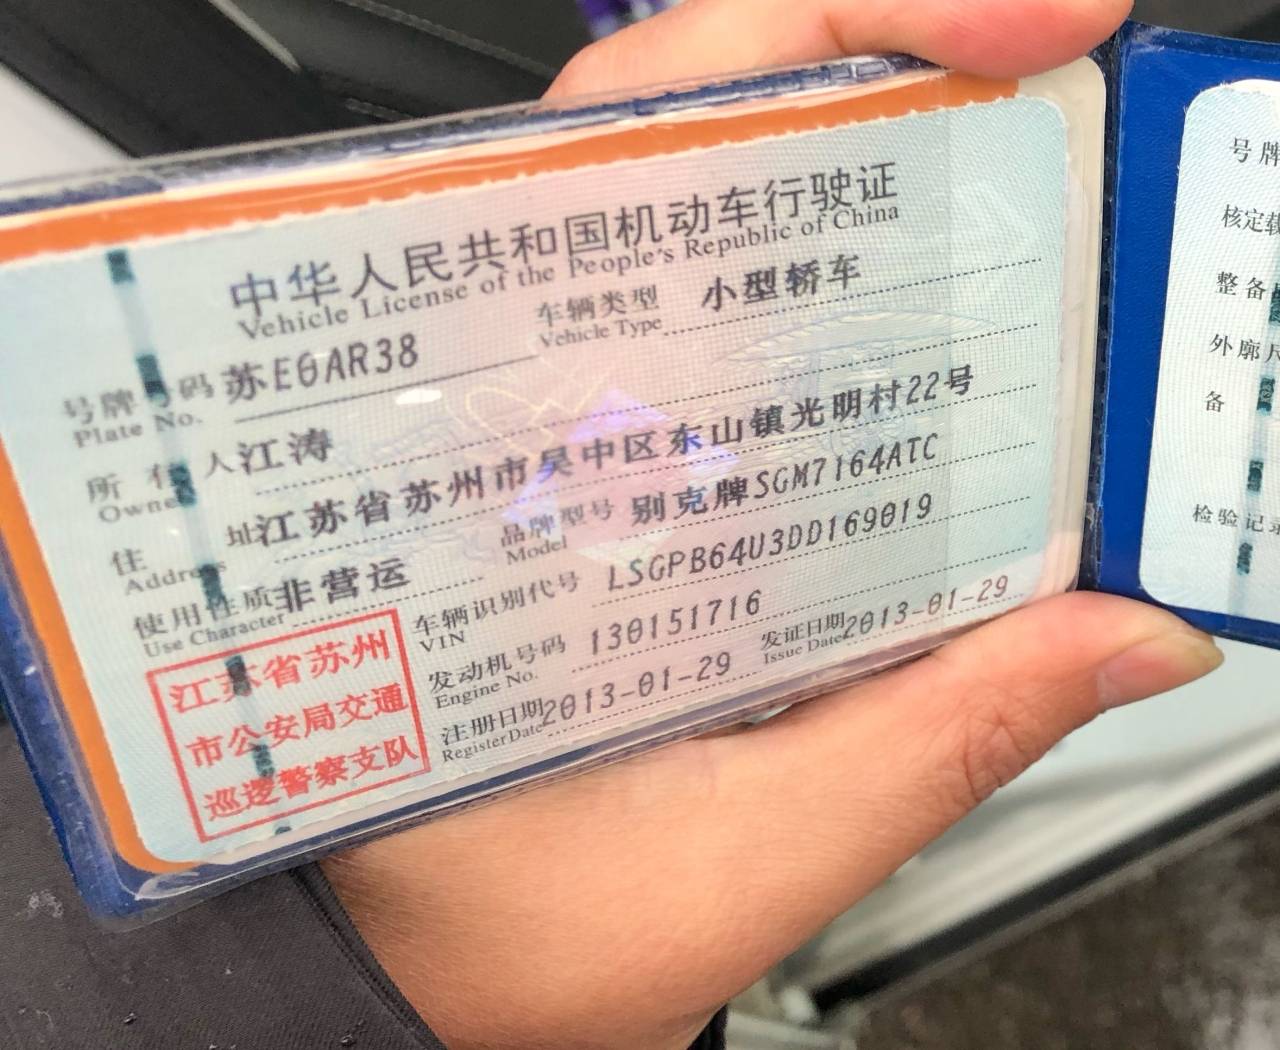 中华人民共和国机动车行驶证
Vehicle License of the People's Republic of China
号牌号码 苏E0AR38 车辆类型 小型轿车
Plate No. Vehicle Type
所有人 江涛
Owner
住址 江苏省苏州市吴中区东山镇光明村22号
Address
使用性质 非营运 品牌型号 别克牌SGM7164ATC
Use Character Model
车辆识别代号 LSGPB64U3DD169019
VIN
发动机号码 130151716
Engine No.
注册日期 2013-01-29 发证日期 2013-01-29
Register Date Issue Date
江苏省苏州
市公安局交通
巡逻警察支队
号牌
核定载
整备
外廓尺
备
检验记录